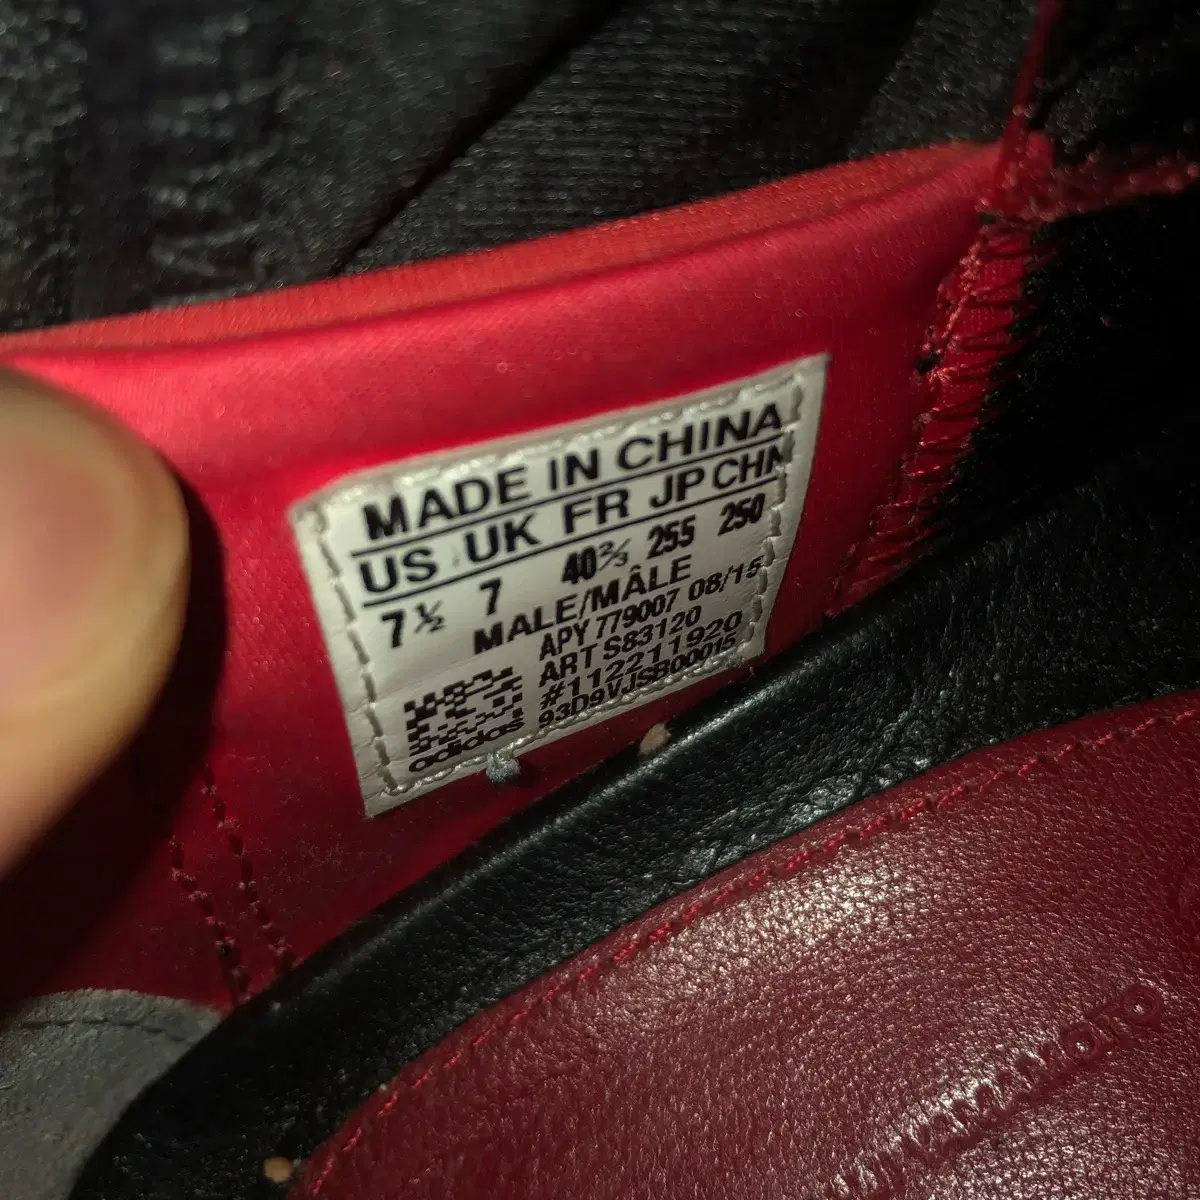 MADE IN CHINA
US UK FR JP CHN
7½ 7 40⅔ 255 250
MALE/MÂLE
APY 779007 08/15
ART S83120
#112211920
93D9VJSB00015
adidas
YAMAMOTO